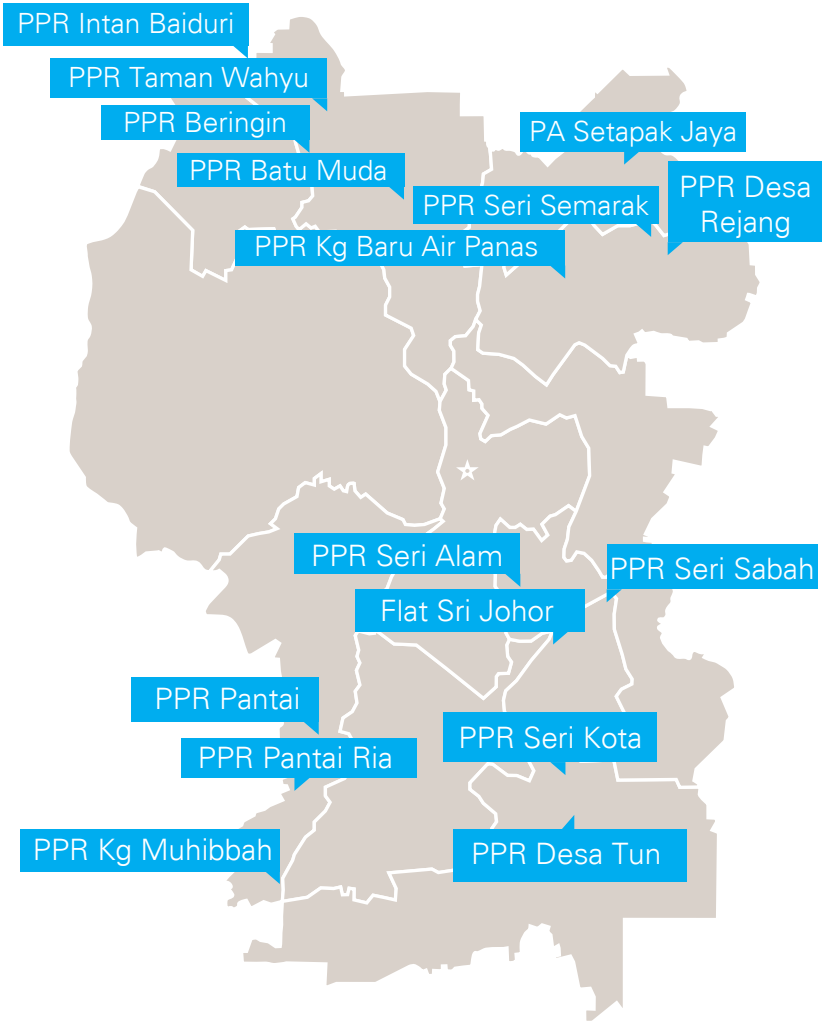 PPR Intan Baiduri
PPR Taman Wahyu
PPR Beringin
PA Setapak Jaya
PPR Batu Muda
PPR Desa
Rejang
PPR Seri Semarak
PPR Kg Baru Air Panas
PPR Seri Alam
PPR Seri Sabah
Flat Sri Johor
PPR Pantai
PPR Seri Kota
PPR Pantai Ria
PPR Kg Muhibbah
PPR Desa Tun